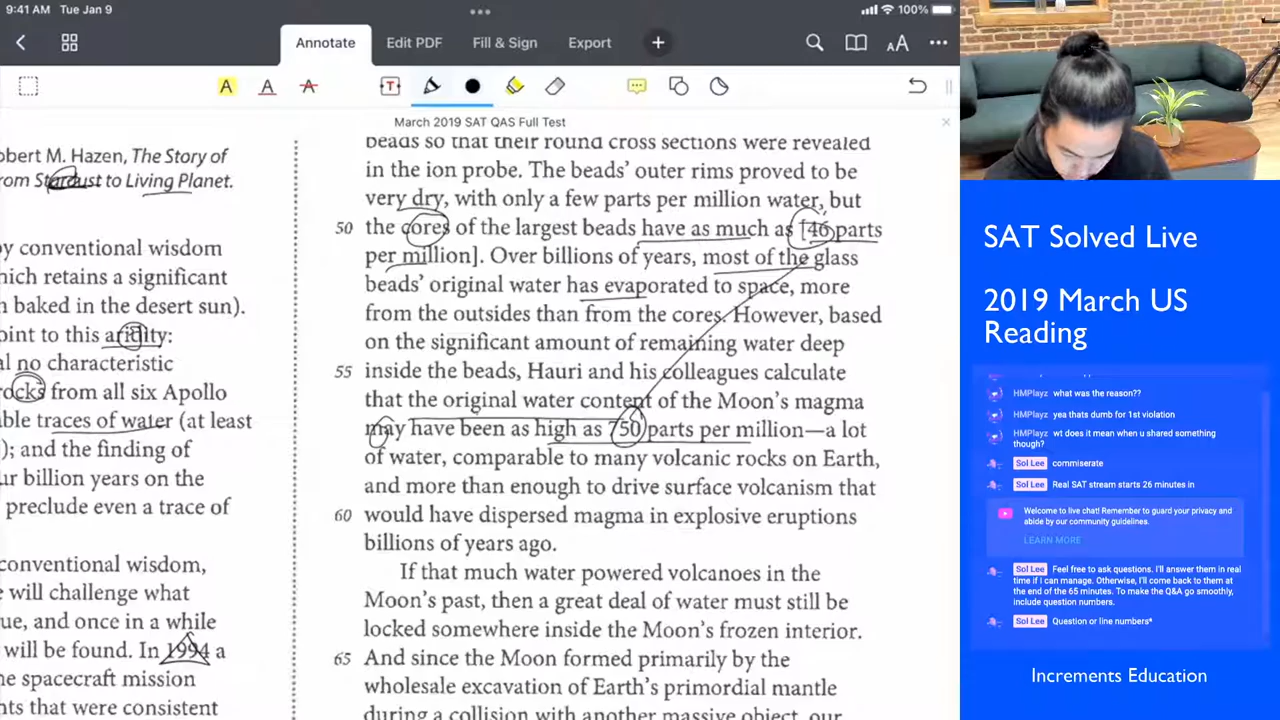 9:41 AM Tue Jan 9
100%
Annotate
Edit PDF
Fill & Sign
Export
March 2019 SAT QAS Full Test
obert M. Hazen, The Story of
rom Stardust to Living Planet.
by conventional wisdom
hich retains a significant
n baked in the desert sun).
oint to this aridity:
al no characteristic
rocks from all six Apollo
ble traces of water (at least
); and the finding of
ur billion years on the
preclude even a trace of
conventional wisdom,
e will challenge what
ue, and once in a while
will be found. In 1994 a
ne spacecraft mission
nts that were consistent
beads so that their round cross sections were revealed
in the ion probe. The beads' outer rims proved to be
very dry, with only a few parts per million water, but
50 the cores of the largest beads have as much as [46 parts
per million]. Over billions of years, most of the glass
beads' original water has evaporated to space, more
from the outsides than from the cores. However, based
on the significant amount of remaining water deep
55 inside the beads, Hauri and his colleagues calculate
that the original water content of the Moon's magma
may have been as high as 750 parts per million—a lot
of water, comparable to many volcanic rocks on Earth,
and more than enough to drive surface volcanism that
60 would have dispersed magma in explosive eruptions
billions of years ago.
If that much water powered volcanoes in the
Moon's past, then a great deal of water must still be
locked somewhere inside the Moon's frozen interior.
65 And since the Moon formed primarily by the
wholesale excavation of Earth's primordial mantle
during a collision with another massive object, our
SAT Solved Live
2019 March US
Reading
HMPlayz what was the reason??
HMPlayz yea thats dumb for 1st violation
HMPlayz wt does it mean when u shared something
though?
Sol Lee commiserate
Sol Lee Real SAT stream starts 26 minutes in
Welcome to live chat! Remember to guard your privacy and
abide by our community guidelines.
LEARN MORE
Sol Lee Feel free to ask questions. I'll answer them in real
time if I can manage. Otherwise, I'll come back to them at
the end of the 65 minutes. To make the Q&A go smoothly,
include question numbers.
Sol Lee Question or line numbers*
Increments Education